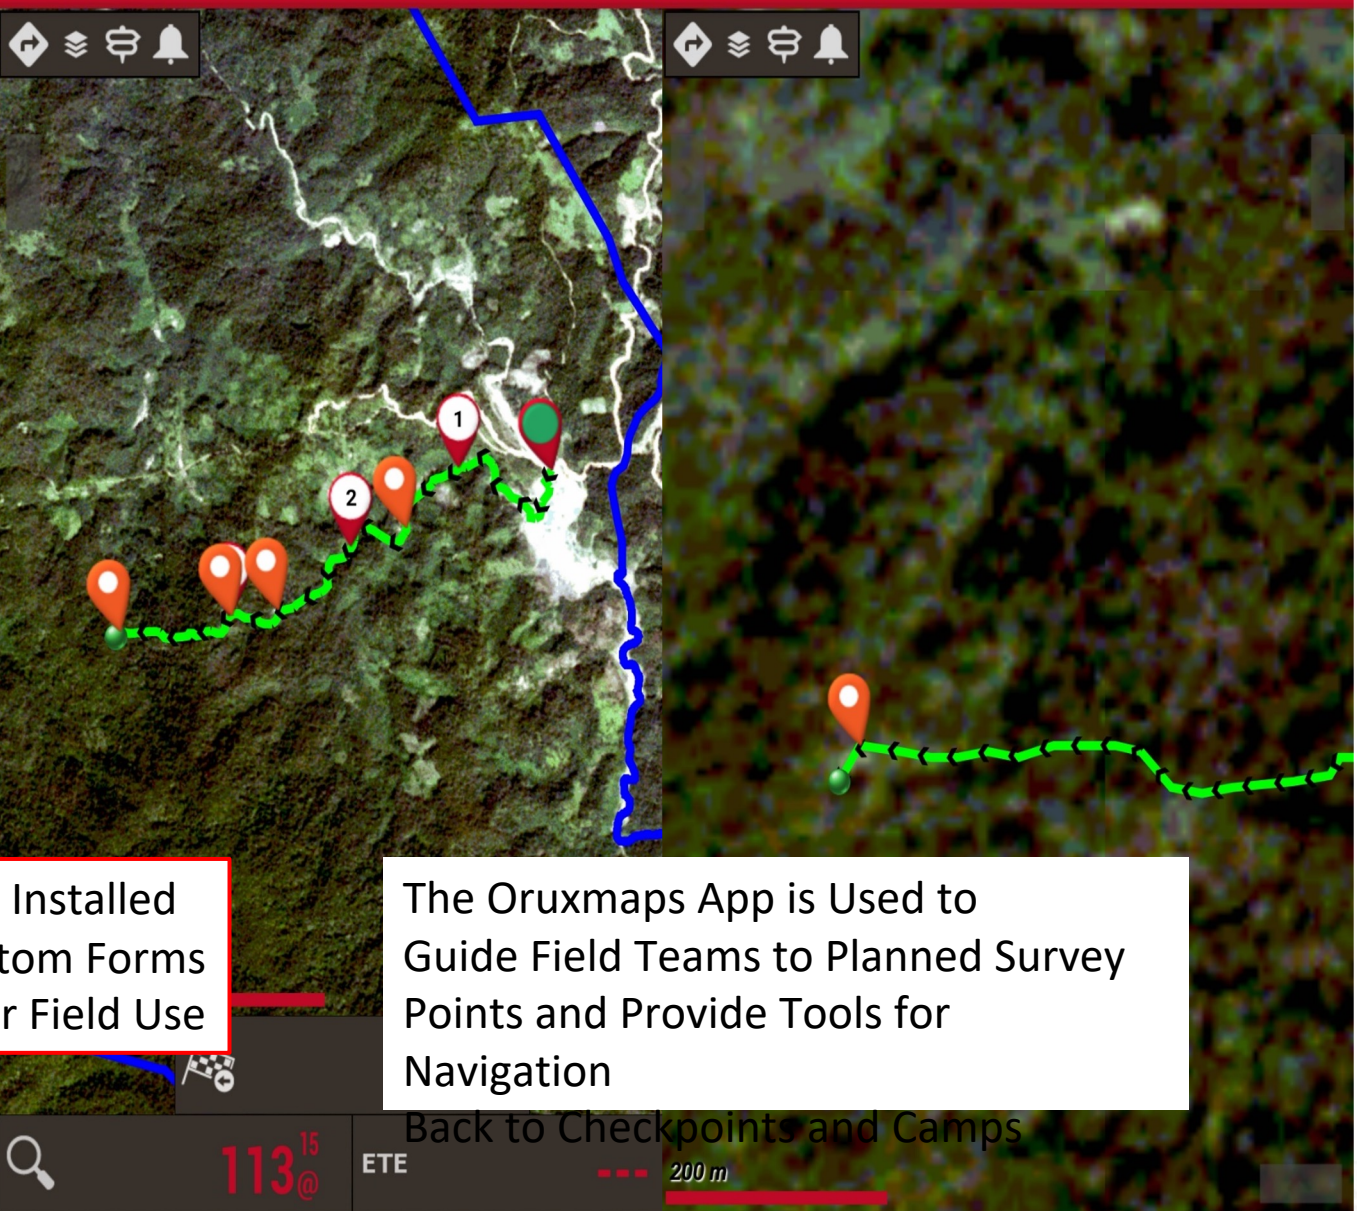 1
2
Installed
tom Forms
r Field Use
The Oruxmaps App is Used to
Guide Field Teams to Planned Survey
Points and Provide Tools for
Navigation
Back to Checkpoints and Camps
113 15 @
ETE
---
200 m